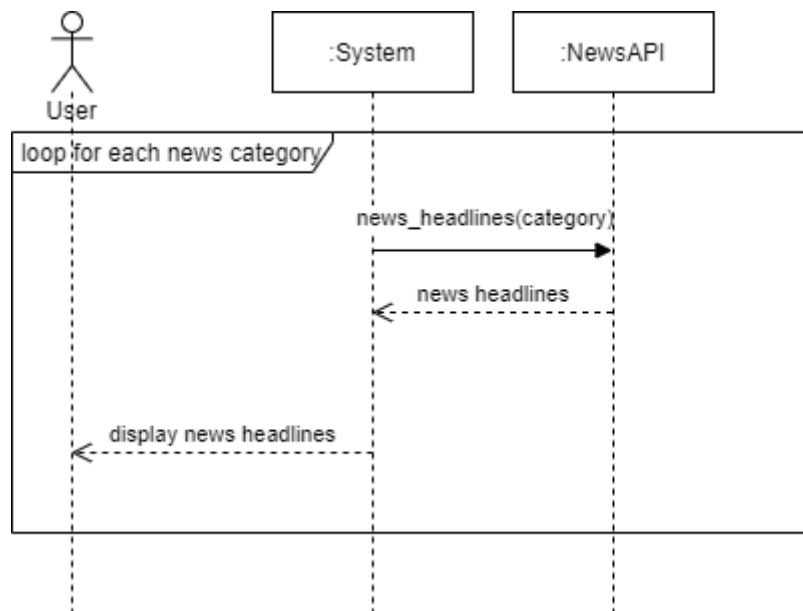 :System
:NewsAPI
User
loop for each news category
news_headlines(category)
news headlines
display news headlines